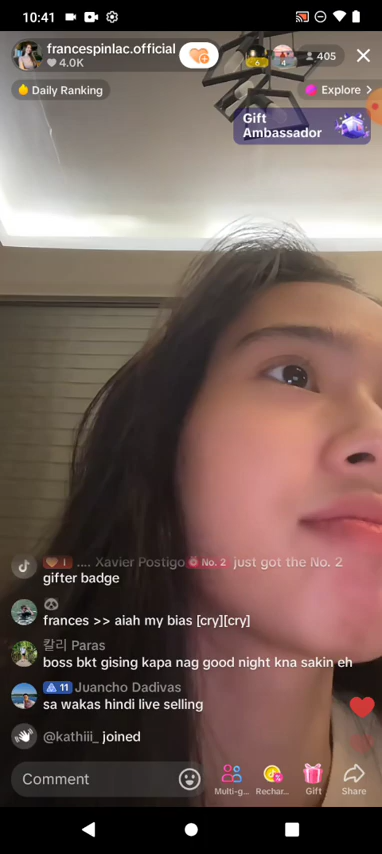 10:41
francespinlac.official
4.0K
6
4
405
Daily Ranking
Explore
Gift
Ambassador
I .... Xavier Postigo No. 2 just got the No. 2
gifter badge
frances >> aiah my bias [cry][cry]
칼리 Paras
boss bkt gising kapa nag good night kna sakin eh
11 Juancho Dadivas
sa wakas hindi live selling
@kathiii_ joined
Comment
Multi-g... Rechar... Gift Share